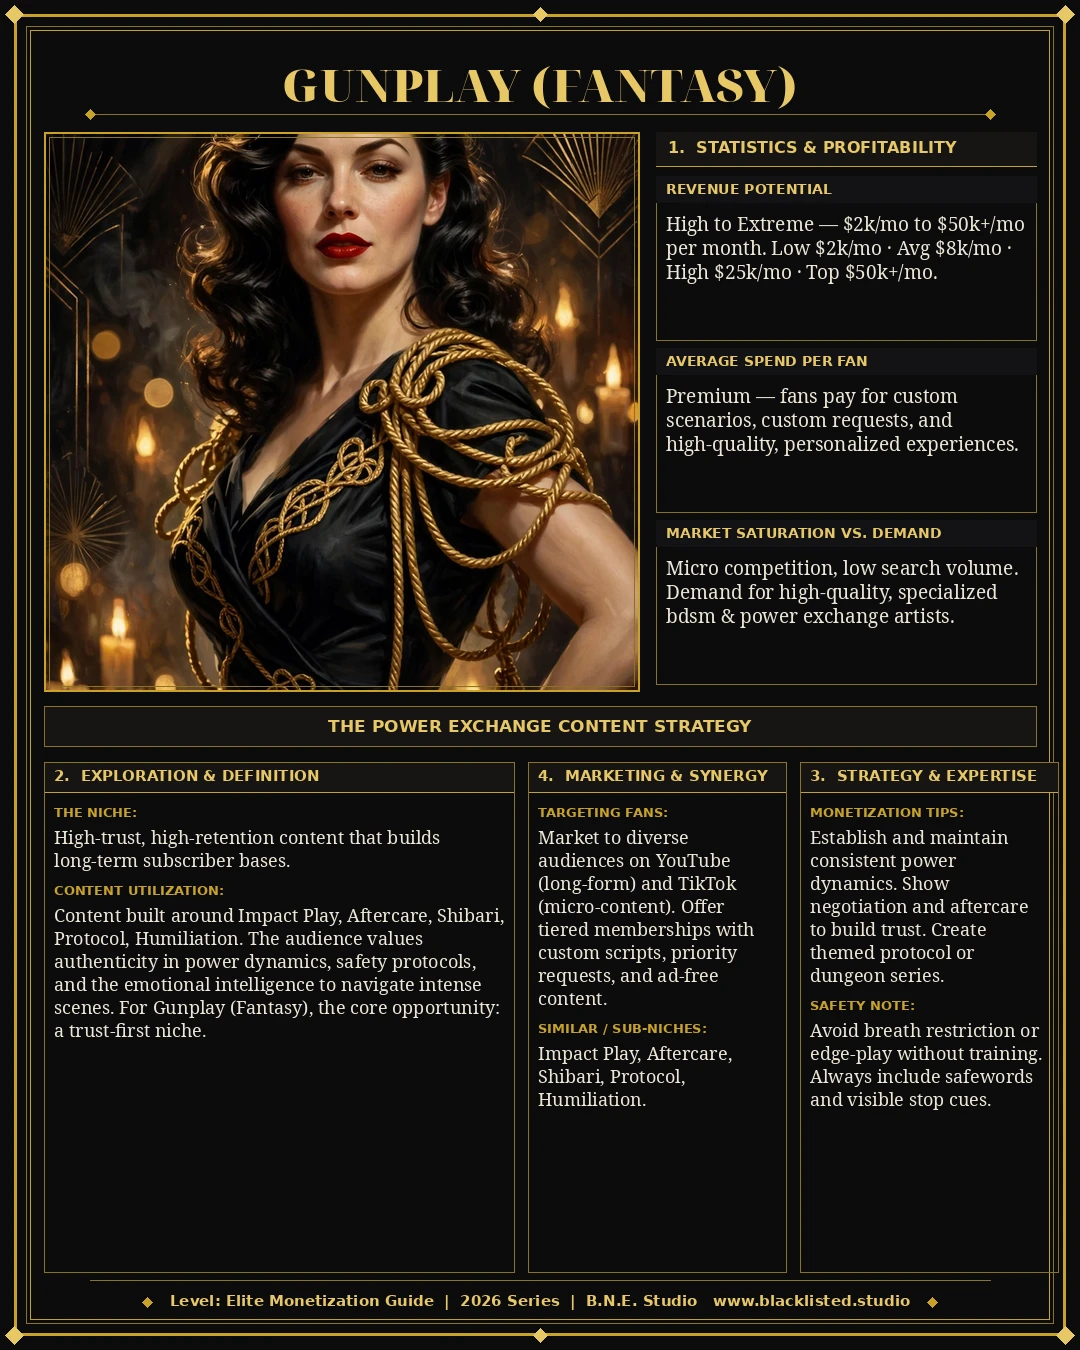 GUNPLAY (FANTASY)
1. STATISTICS & PROFITABILITY
REVENUE POTENTIAL
High to Extreme — $2k/mo to $50k+/mo
per month. Low $2k/mo · Avg $8k/mo ·
High $25k/mo · Top $50k+/mo.
AVERAGE SPEND PER FAN
Premium — fans pay for custom
scenarios, custom requests, and
high-quality, personalized experiences.
MARKET SATURATION VS. DEMAND
Micro competition, low search volume.
Demand for high-quality, specialized
bdsm & power exchange artists.
THE POWER EXCHANGE CONTENT STRATEGY
2. EXPLORATION & DEFINITION
THE NICHE:
High-trust, high-retention content that builds
long-term subscriber bases.
CONTENT UTILIZATION:
Content built around Impact Play, Aftercare, Shibari,
Protocol, Humiliation. The audience values
authenticity in power dynamics, safety protocols,
and the emotional intelligence to navigate intense
scenes. For Gunplay (Fantasy), the core opportunity:
a trust-first niche.
4. MARKETING & SYNERGY
TARGETING FANS:
Market to diverse
audiences on YouTube
(long-form) and TikTok
(micro-content). Offer
tiered memberships with
custom scripts, priority
requests, and ad-free
content.
SIMILAR / SUB-NICHES:
Impact Play, Aftercare,
Shibari, Protocol,
Humiliation.
3. STRATEGY & EXPERTISE
MONETIZATION TIPS:
Establish and maintain
consistent power
dynamics. Show
negotiation and aftercare
to build trust. Create
themed protocol or
dungeon series.
SAFETY NOTE:
Avoid breath restriction or
edge-play without training.
Always include safewords
and visible stop cues.
Level: Elite Monetization Guide | 2026 Series | B.N.E. Studio www.blacklisted.studio